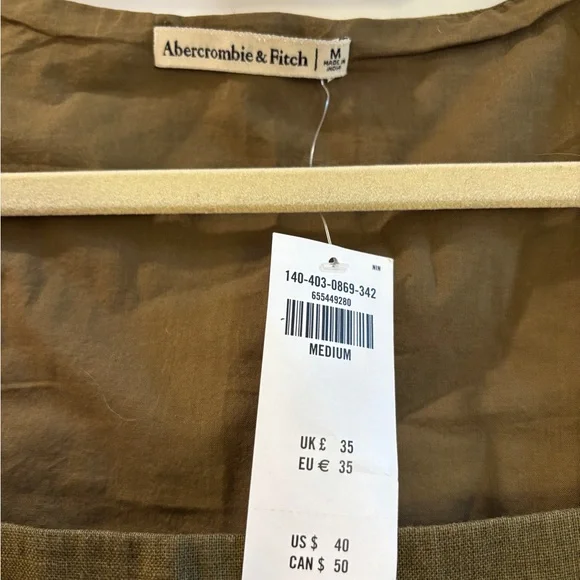 Abercrombie & Fitch | M
MADE IN
INDIA
NIN
140-403-0869-342
655449280
MEDIUM
UK £ 35
EU € 35
US $ 40
CAN $ 50